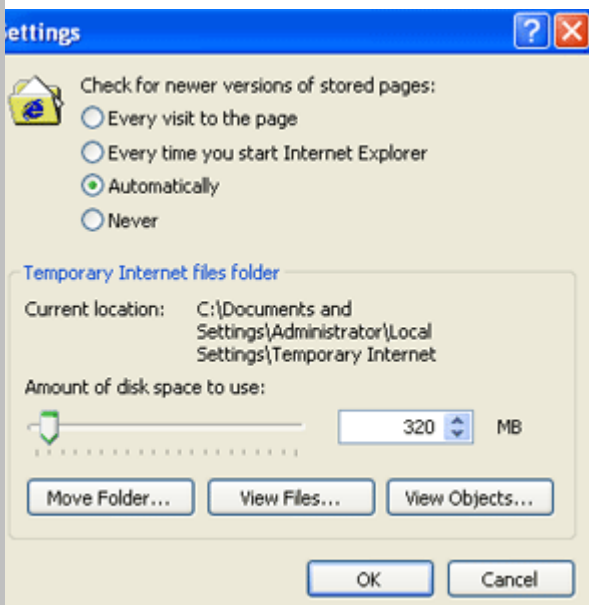 ettings
Check for newer versions of stored pages:
Every visit to the page
Every time you start Internet Explorer
Automatically
Never
Temporary Internet files folder
Current location: C:\Documents and
Settings\Administrator\Local
Settings\Temporary Internet
Amount of disk space to use:
320 MB
Move Folder... View Files... View Objects...
OK Cancel